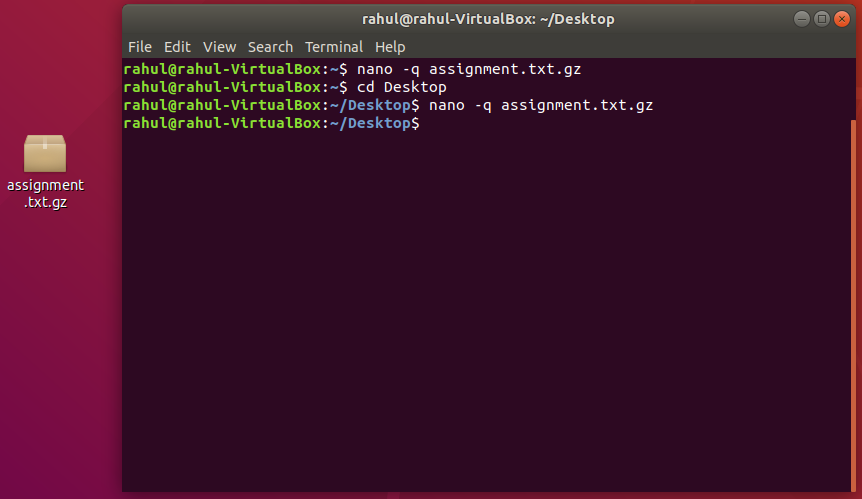 rahul@rahul-VirtualBox: ~/Desktop
File Edit View Search Terminal Help
rahul@rahul-VirtualBox:~$ nano -q assignment.txt.gz
rahul@rahul-VirtualBox:~$ cd Desktop
rahul@rahul-VirtualBox:~/Desktop$ nano -q assignment.txt.gz
rahul@rahul-VirtualBox:~/Desktop$
assignment
.txt.gz